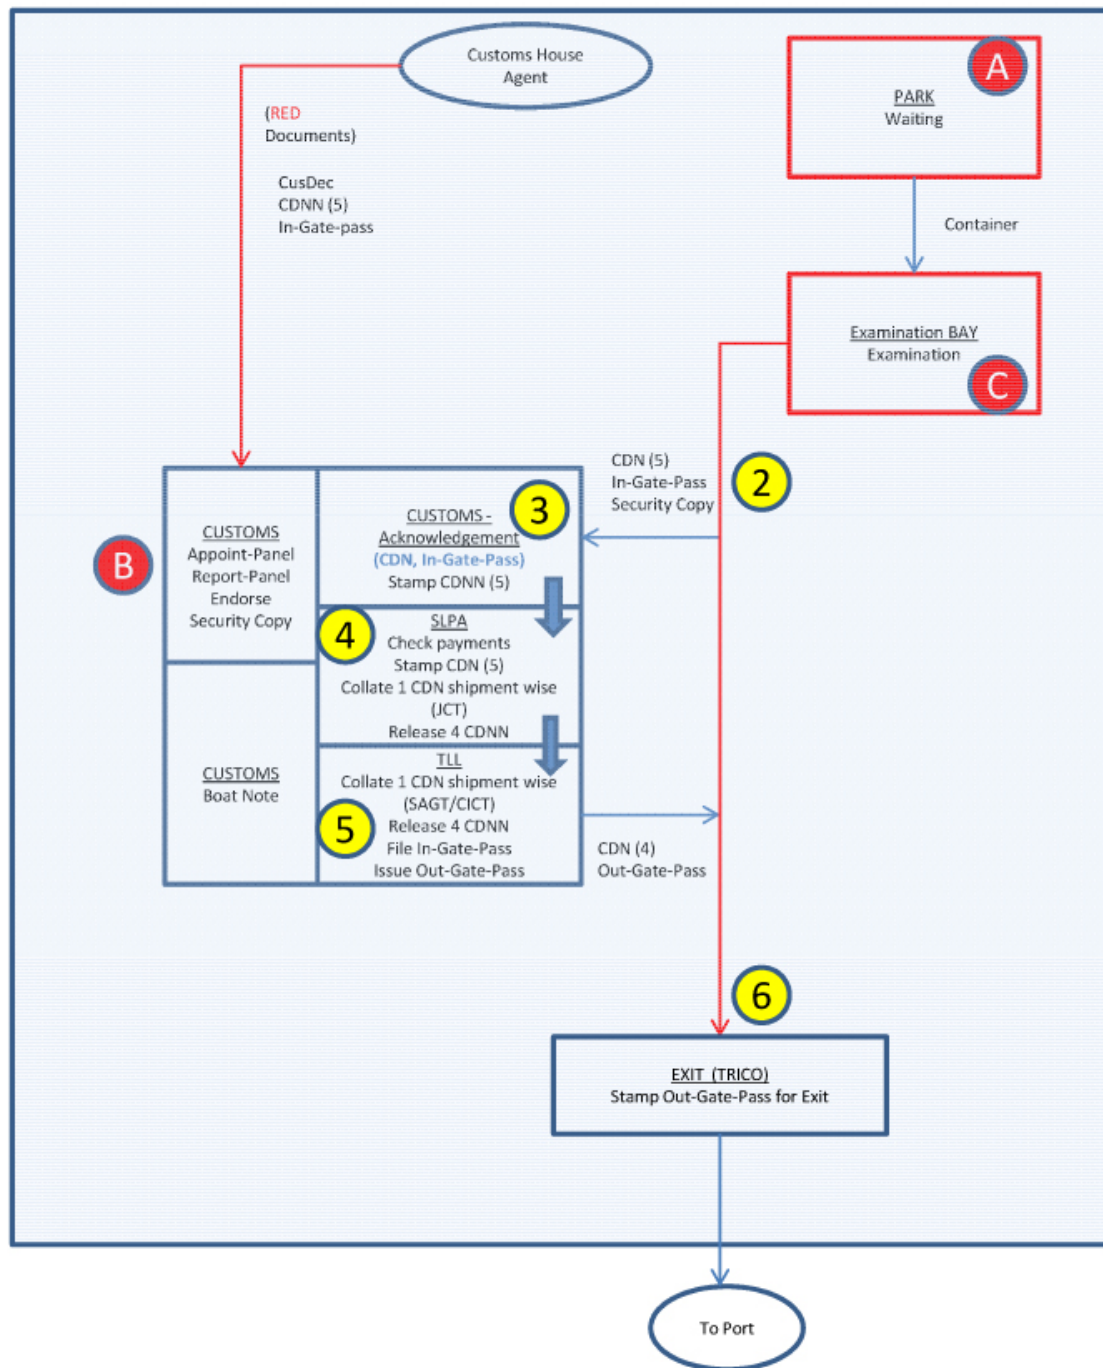 Customs House
Agent
A
PARK
Waiting
(RED
Documents)
CusDec
CDNN (5)
In-Gate-pass
Container
Examination BAY
Examination
C
CDN (5)
In-Gate-Pass
Security Copy
2
B
CUSTOMS
Appoint-Panel
Report-Panel
Endorse
Security Copy
3
CUSTOMS -
Acknowledgement
(CDN, In-Gate-Pass)
Stamp CDNN (5)
4
SLPA
Check payments
Stamp CDN (5)
Collate 1 CDN shipment wise
(JCT)
Release 4 CDNN
CUSTOMS
Boat Note
5
TLL
Collate 1 CDN shipment wise
(SAGT/CICT)
Release 4 CDNN
File In-Gate-Pass
Issue Out-Gate-Pass
CDN (4)
Out-Gate-Pass
6
EXIT (TRICO)
Stamp Out-Gate-Pass for Exit
To Port